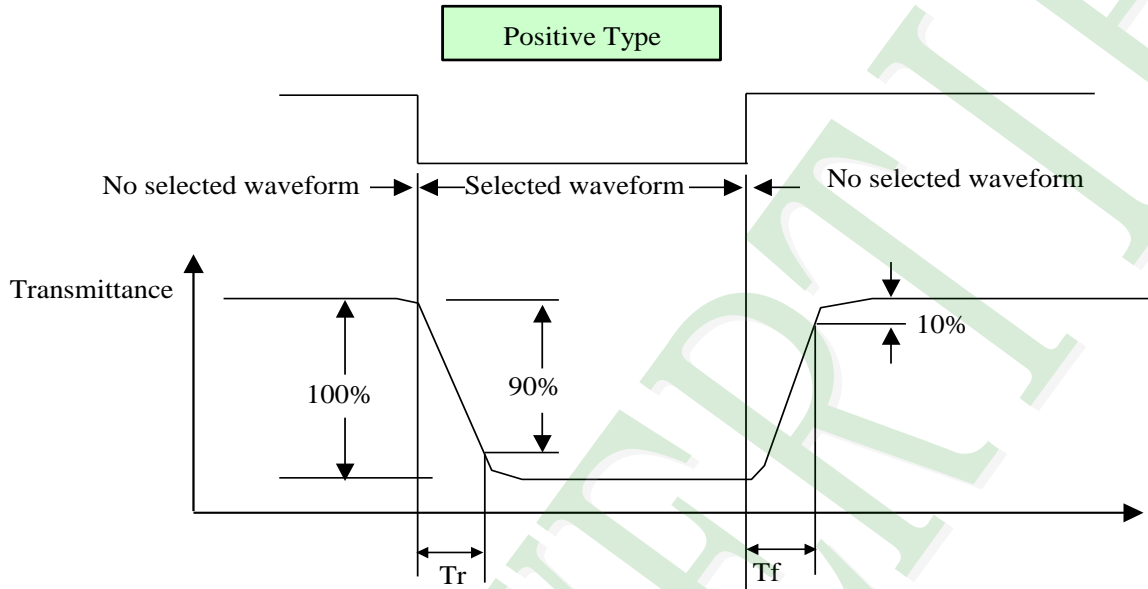 Positive Type
No selected waveform
Selected waveform
No selected waveform
Transmittance
10%
90%
100%
Tr
Tf